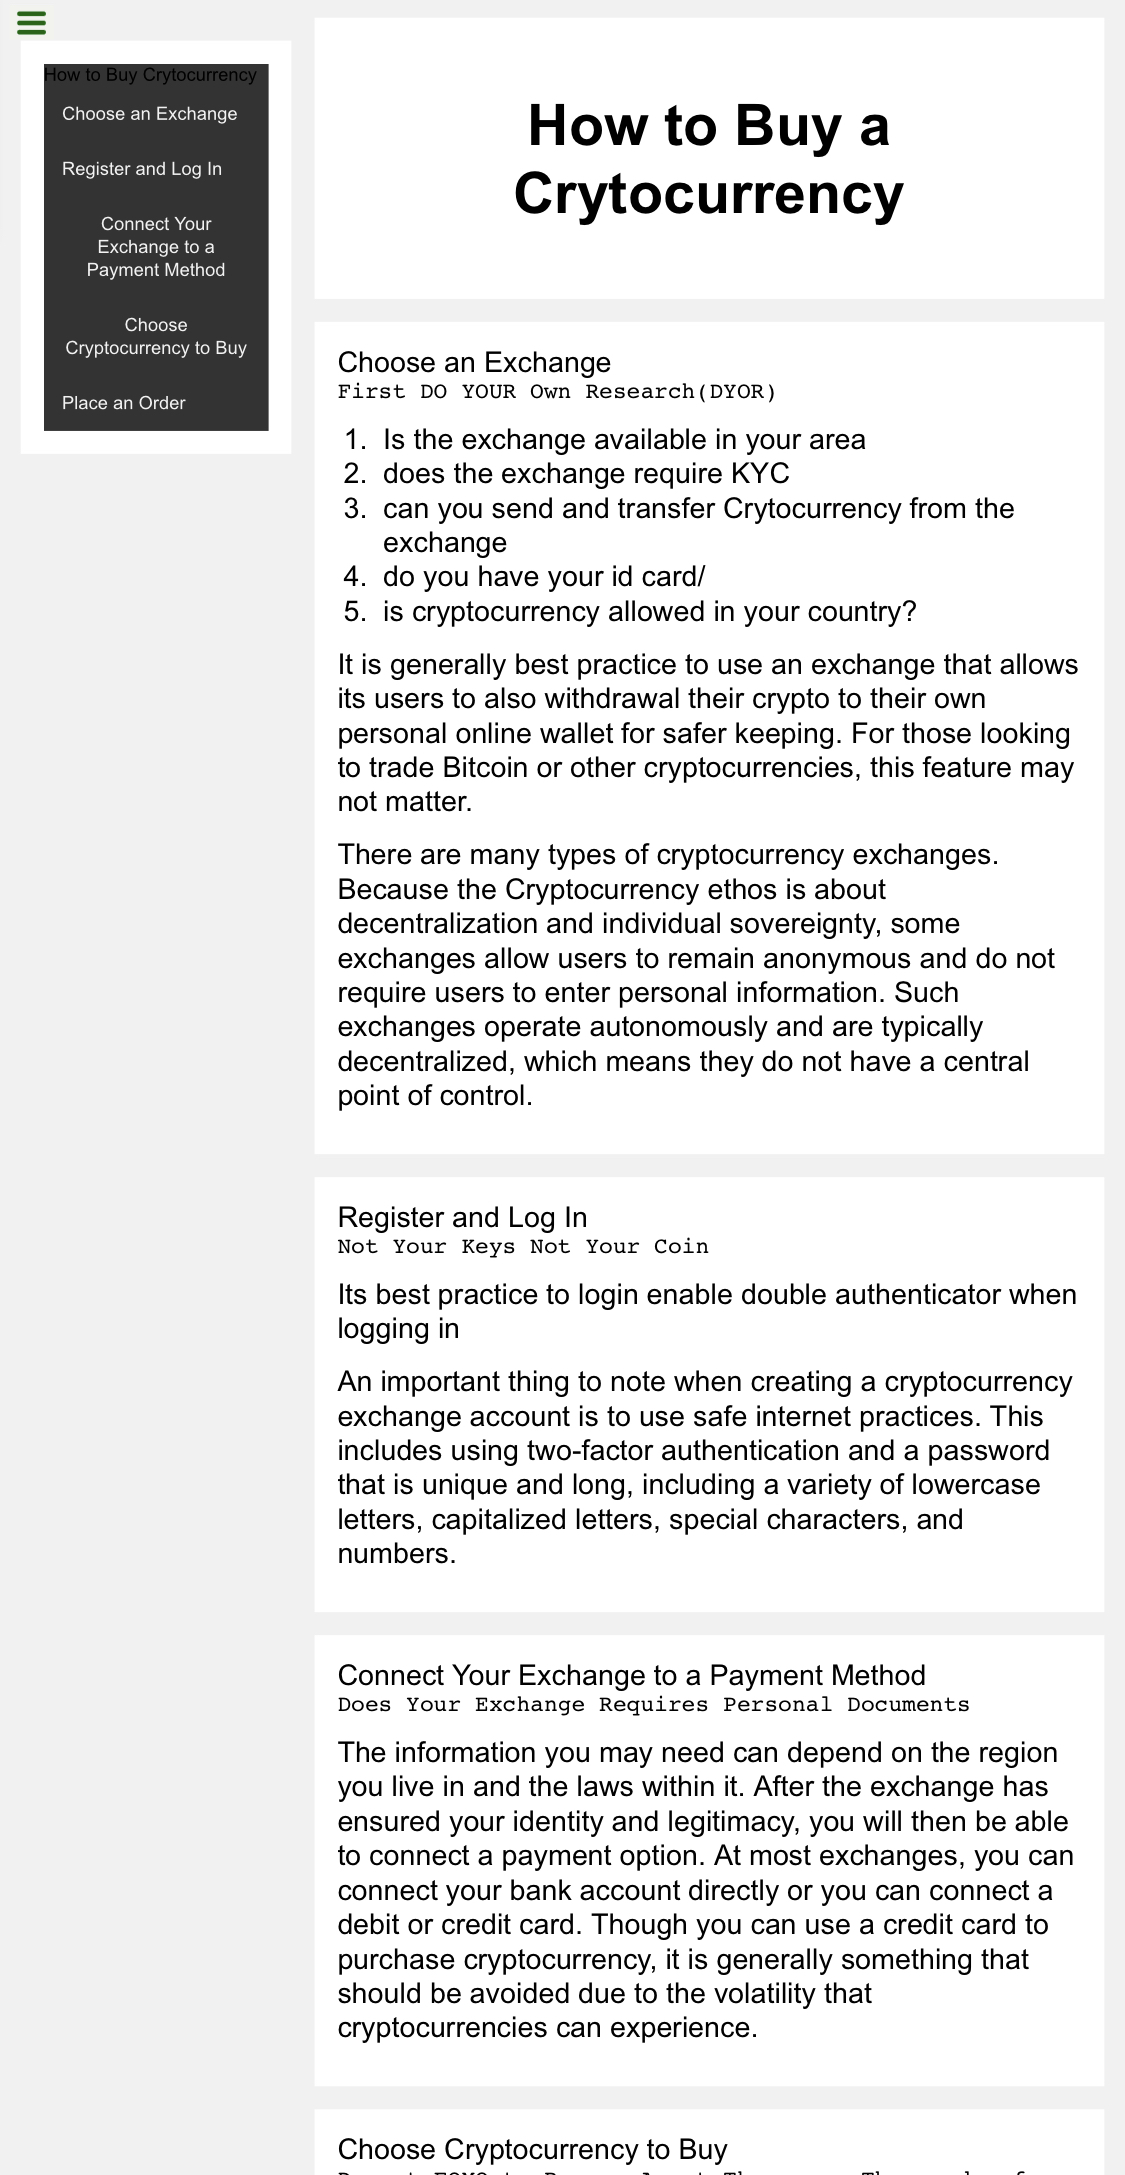 How to Buy Crytocurrency
Choose an Exchange
Register and Log In
Connect Your
Exchange to a
Payment Method
Choose
Cryptocurrency to Buy
Place an Order
How to Buy a
Crytocurrency
Choose an Exchange
First DO YOUR Own Research(DYOR)
1. Is the exchange available in your area
2. does the exchange require KYC
3. can you send and transfer Crytocurrency from the
exchange
4. do you have your id card/
5. is cryptocurrency allowed in your country?
It is generally best practice to use an exchange that allows
its users to also withdrawal their crypto to their own
personal online wallet for safer keeping. For those looking
to trade Bitcoin or other cryptocurrencies, this feature may
not matter.
There are many types of cryptocurrency exchanges.
Because the Cryptocurrency ethos is about
decentralization and individual sovereignty, some
exchanges allow users to remain anonymous and do not
require users to enter personal information. Such
exchanges operate autonomously and are typically
decentralized, which means they do not have a central
point of control.
Register and Log In
Not Your Keys Not Your Coin
Its best practice to login enable double authenticator when
logging in
An important thing to note when creating a cryptocurrency
exchange account is to use safe internet practices. This
includes using two-factor authentication and a password
that is unique and long, including a variety of lowercase
letters, capitalized letters, special characters, and
numbers.
Connect Your Exchange to a Payment Method
Does Your Exchange Requires Personal Documents
The information you may need can depend on the region
you live in and the laws within it. After the exchange has
ensured your identity and legitimacy, you will then be able
to connect a payment option. At most exchanges, you can
connect your bank account directly or you can connect a
debit or credit card. Though you can use a credit card to
purchase cryptocurrency, it is generally something that
should be avoided due to the volatility that
cryptocurrencies can experience.
Choose Cryptocurrency to Buy